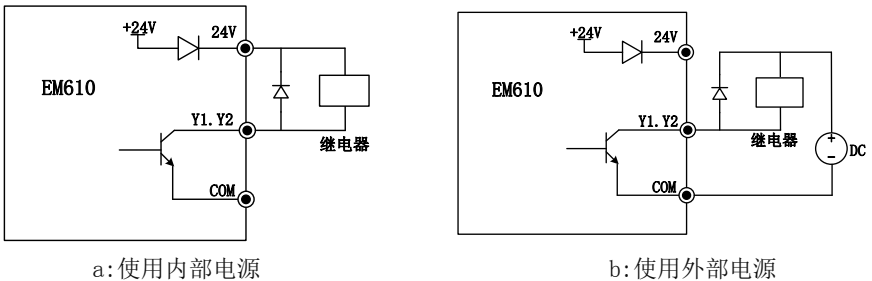 +24V 24V
EM610
Y1.Y2
继电器
COM
a:使用内部电源
+24V 24V
EM610
Y1.Y2
继电器
+
−
DC
COM
b:使用外部电源